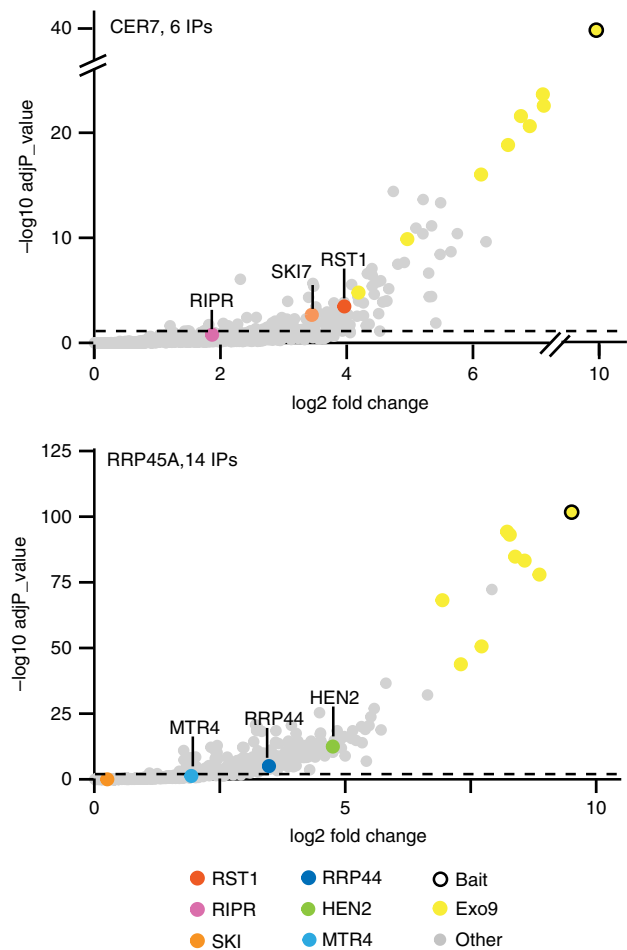 CER7, 6 IPs
40
20
10
0
–log10 adjP_value
RST1
SKI7
RIPR
0 2 4 6 8 10
log2 fold change
RRP45A,14 IPs
125
100
75
50
25
0
–log10 adjP_value
HEN2
RRP44
MTR4
0 5 10
log2 fold change
RST1 RRP44 Bait
RIPR HEN2 Exo9
SKI MTR4 Other